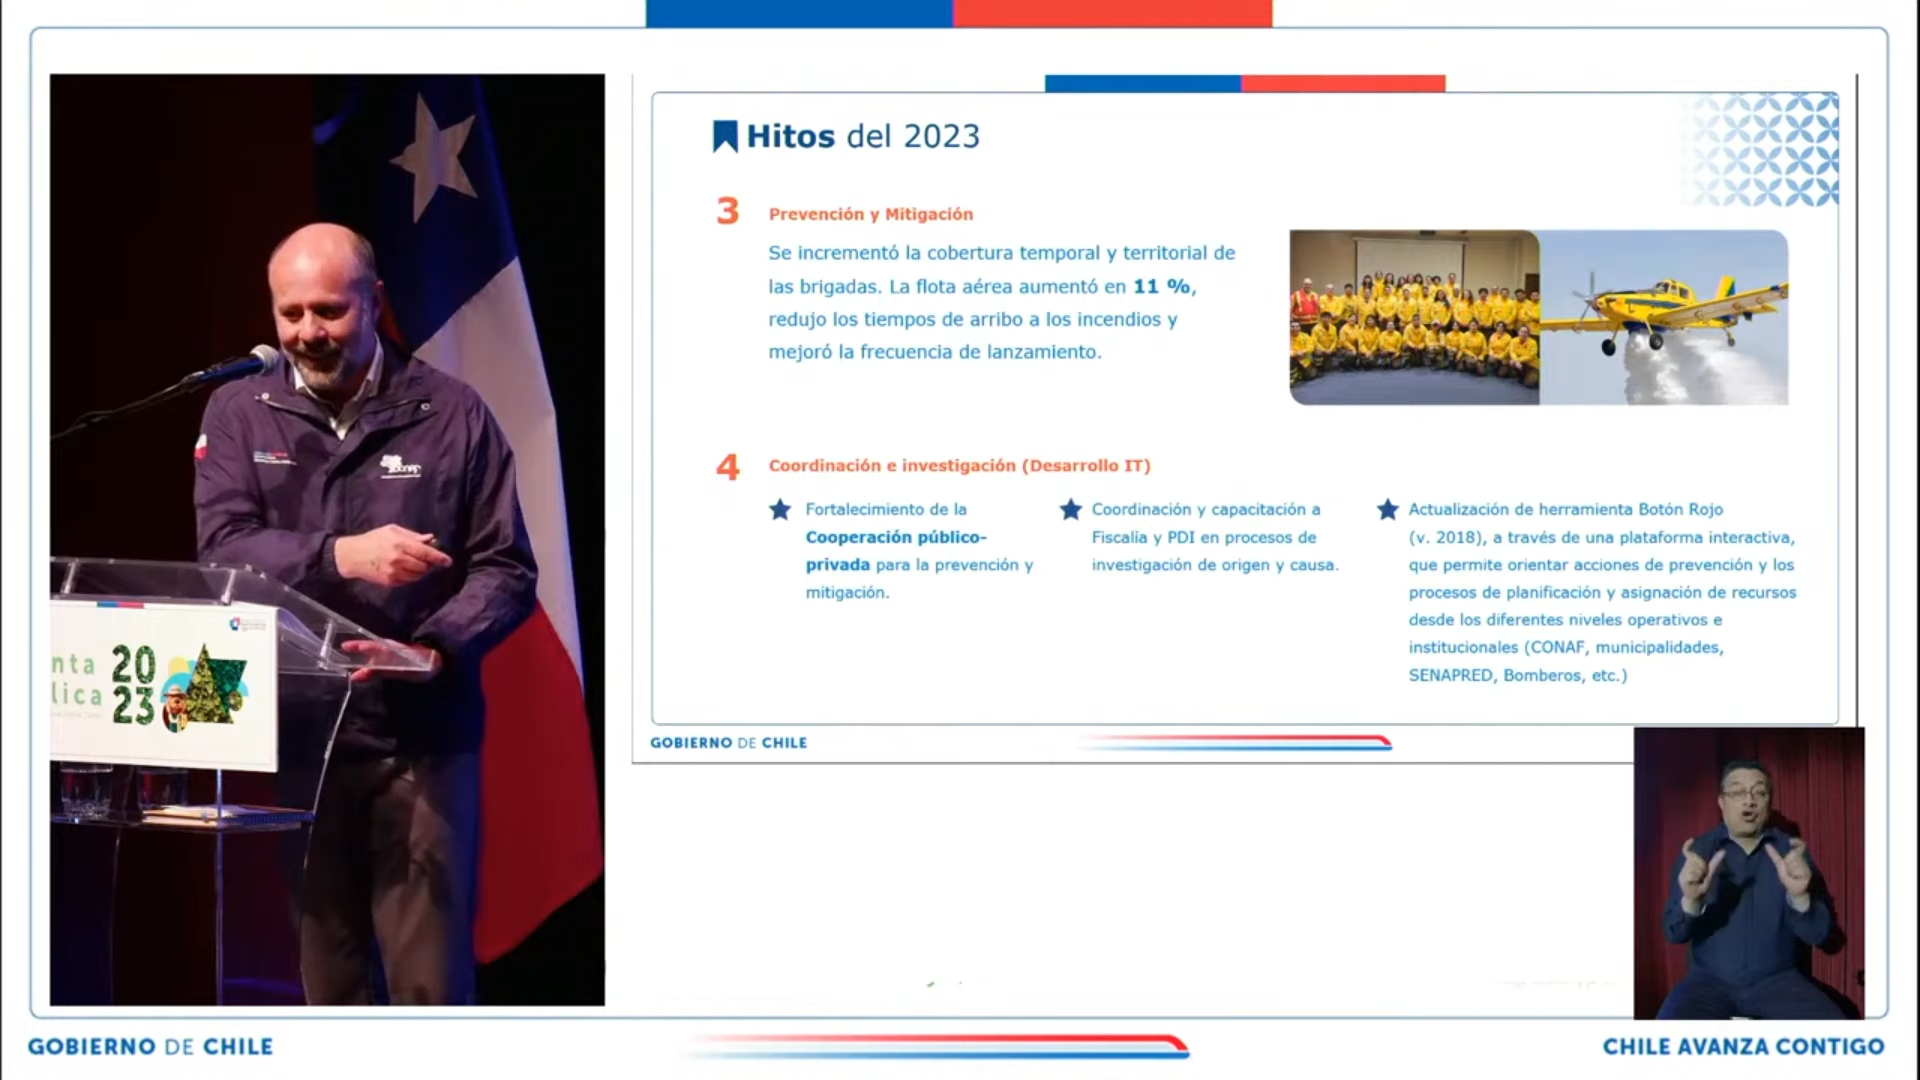 Hitos del 2023
3 Prevención y Mitigación
Se incrementó la cobertura temporal y territorial de
las brigadas. La flota aérea aumentó en 11 %,
redujo los tiempos de arribo a los incendios y
mejoró la frecuencia de lanzamiento.
4 Coordinación e investigación (Desarrollo IT)
Fortalecimiento de la
Cooperación público-
privada para la prevención y
mitigación.
Coordinación y capacitación a
Fiscalía y PDI en procesos de
investigación de origen y causa.
Actualización de herramienta Botón Rojo
(v. 2018), a través de una plataforma interactiva,
que permite orientar acciones de prevención y los
procesos de planificación y asignación de recursos
desde los diferentes niveles operativos e
institucionales (CONAF, municipalidades,
SENAPRED, Bomberos, etc.)
GOBIERNO DE CHILE
nta
lica
20
23
GOBIERNO DE CHILE
CHILE AVANZA CONTIGO